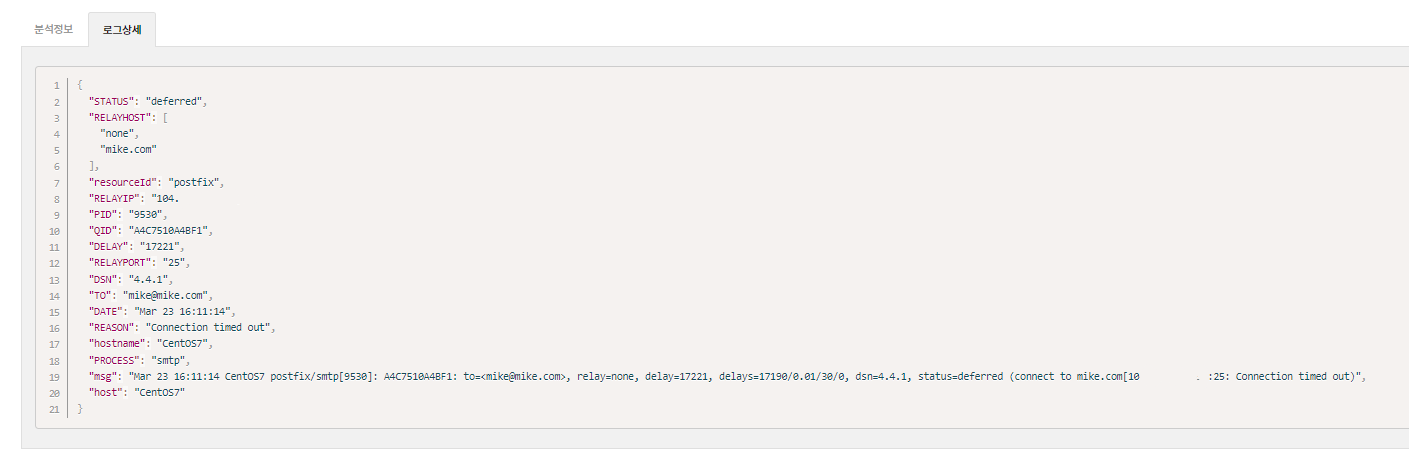 분석정보
로그상세
1 {
2 "STATUS": "deferred",
3 "RELAYHOST": [
4 "none",
5 "mike.com"
6 ],
7 "resourceId": "postfix",
8 "RELAYIP": "104.
9 "PID": "9530",
10 "QID": "A4C7510A4BF1",
11 "DELAY": "17221",
12 "RELAYPORT": "25",
13 "DSN": "4.4.1",
14 "TO": "mike@mike.com",
15 "DATE": "Mar 23 16:11:14",
16 "REASON": "Connection timed out",
17 "hostname": "CentOS7",
18 "PROCESS": "smtp",
19 "msg": "Mar 23 16:11:14 CentOS7 postfix/smtp[9530]: A4C7510A4BF1: to=<mike@mike.com>, relay=none, delay=17221, delays=17190/0.01/30/0, dsn=4.4.1, status=deferred (connect to mike.com[10 . :25: Connection timed out)",
20 "host": "CentOS7"
21 }